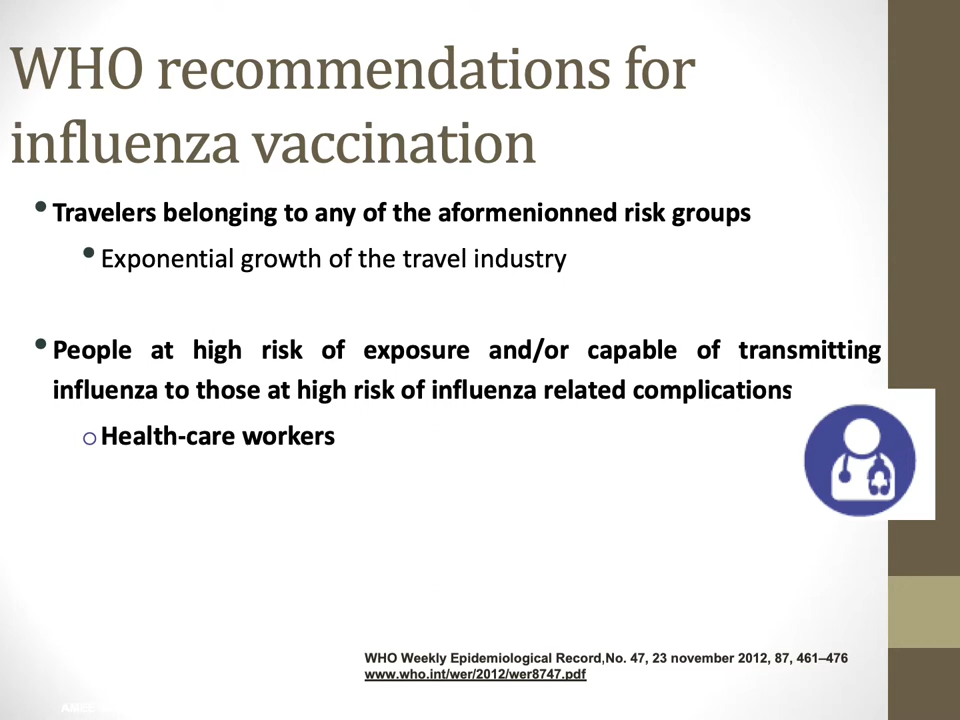 WHO recommendations for
influenza vaccination
• Travelers belonging to any of the aformenionned risk groups
• Exponential growth of the travel industry
• People at high risk of exposure and/or capable of transmitting
influenza to those at high risk of influenza related complications
o Health-care workers
WHO Weekly Epidemiological Record,No. 47, 23 november 2012, 87, 461–476
www.who.int/wer/2012/wer8747.pdf